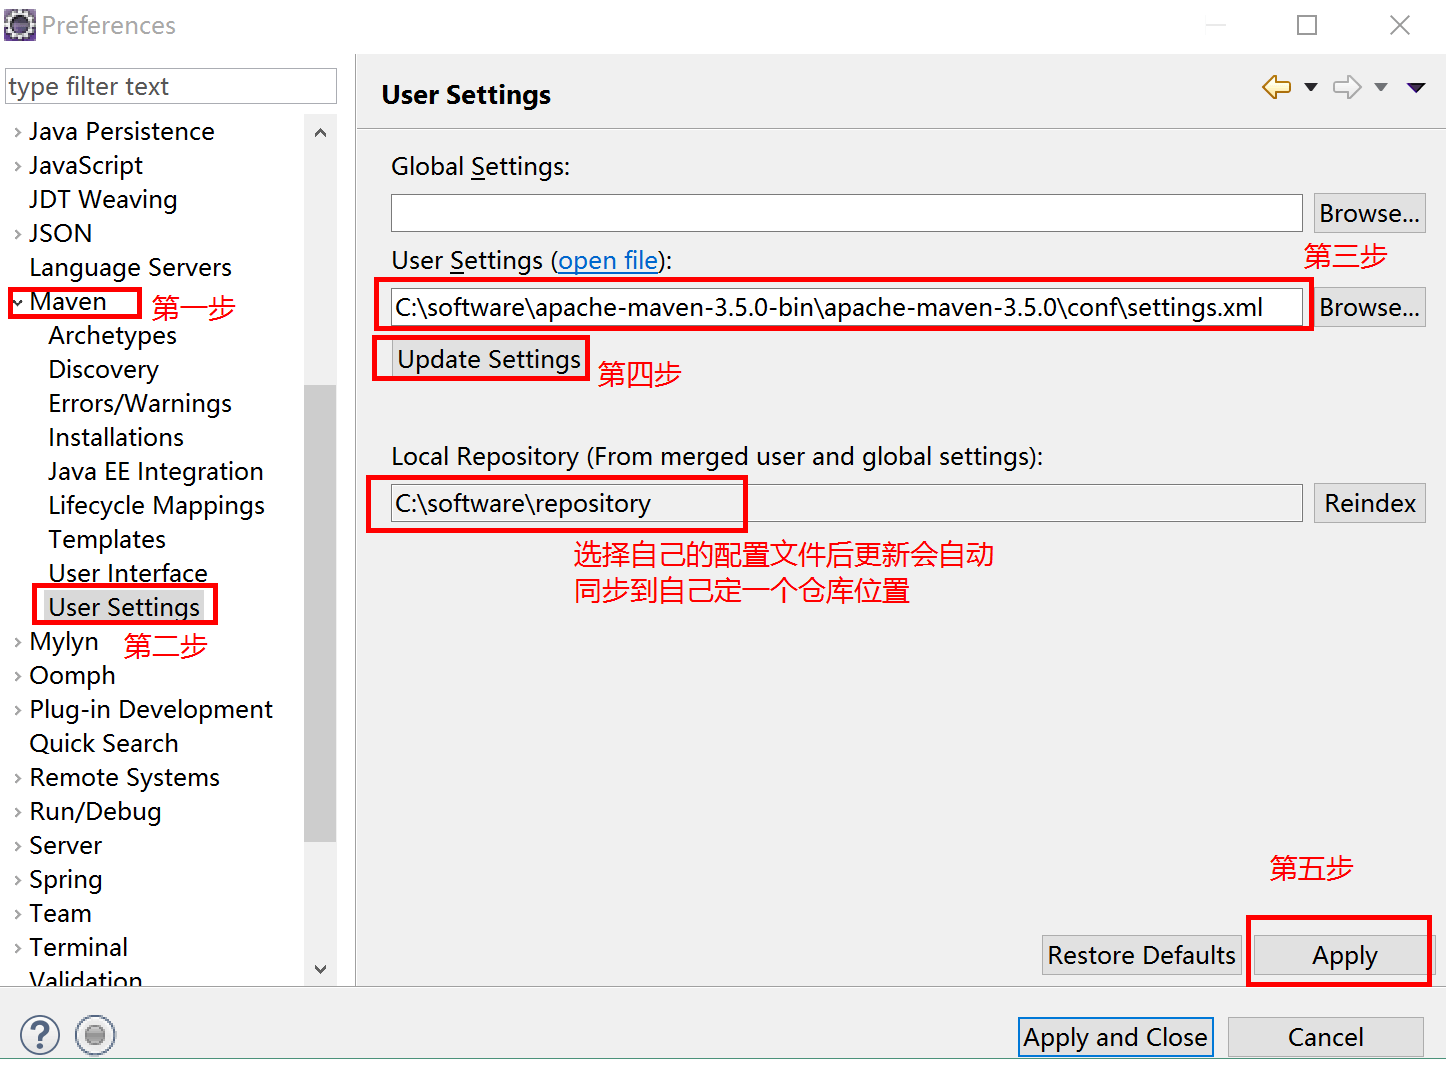 Preferences
type filter text
Java Persistence
JavaScript
JDT Weaving
JSON
Language Servers
Maven
第一步
Archetypes
Discovery
Errors/Warnings
Installations
Java EE Integration
Lifecycle Mappings
Templates
User Interface
User Settings
第二步
Mylyn
Oomph
Plug-in Development
Quick Search
Remote Systems
Run/Debug
Server
Spring
Team
Terminal
Validation
User Settings
Global Settings:
Browse...
User Settings (open file):
第三步
C:\software\apache-maven-3.5.0-bin\apache-maven-3.5.0\conf\settings.xml
Browse...
Update Settings
第四步
Local Repository (From merged user and global settings):
C:\software\repository
Reindex
选择自己的配置文件后更新会自动
同步到自己定一个仓库位置
第五步
Restore Defaults
Apply
?
Apply and Close
Cancel